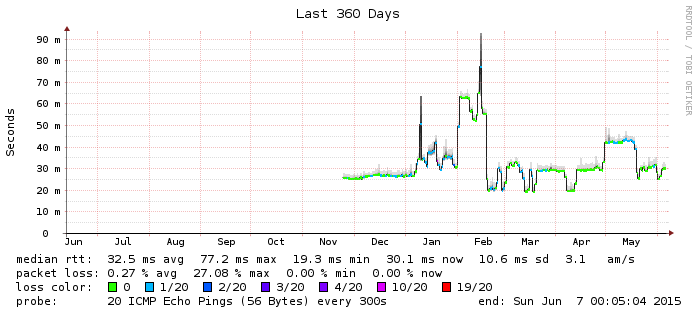 Last 360 Days
RRDTOOL / TOBI OETIKER
Seconds
90 m
80 m
70 m
60 m
50 m
40 m
30 m
20 m
10 m
0
Jun Jul Aug Sep Oct Nov Dec Jan Feb Mar Apr May
median rtt: 32.5 ms avg 77.2 ms max 19.3 ms min 30.1 ms now 10.6 ms sd 3.1 am/s
packet loss: 0.27 % avg 27.08 % max 0.00 % min 0.00 % now
loss color: 0 1/20 2/20 3/20 4/20 10/20 19/20
probe: 20 ICMP Echo Pings (56 Bytes) every 300s end: Sun Jun 7 00:05:04 2015